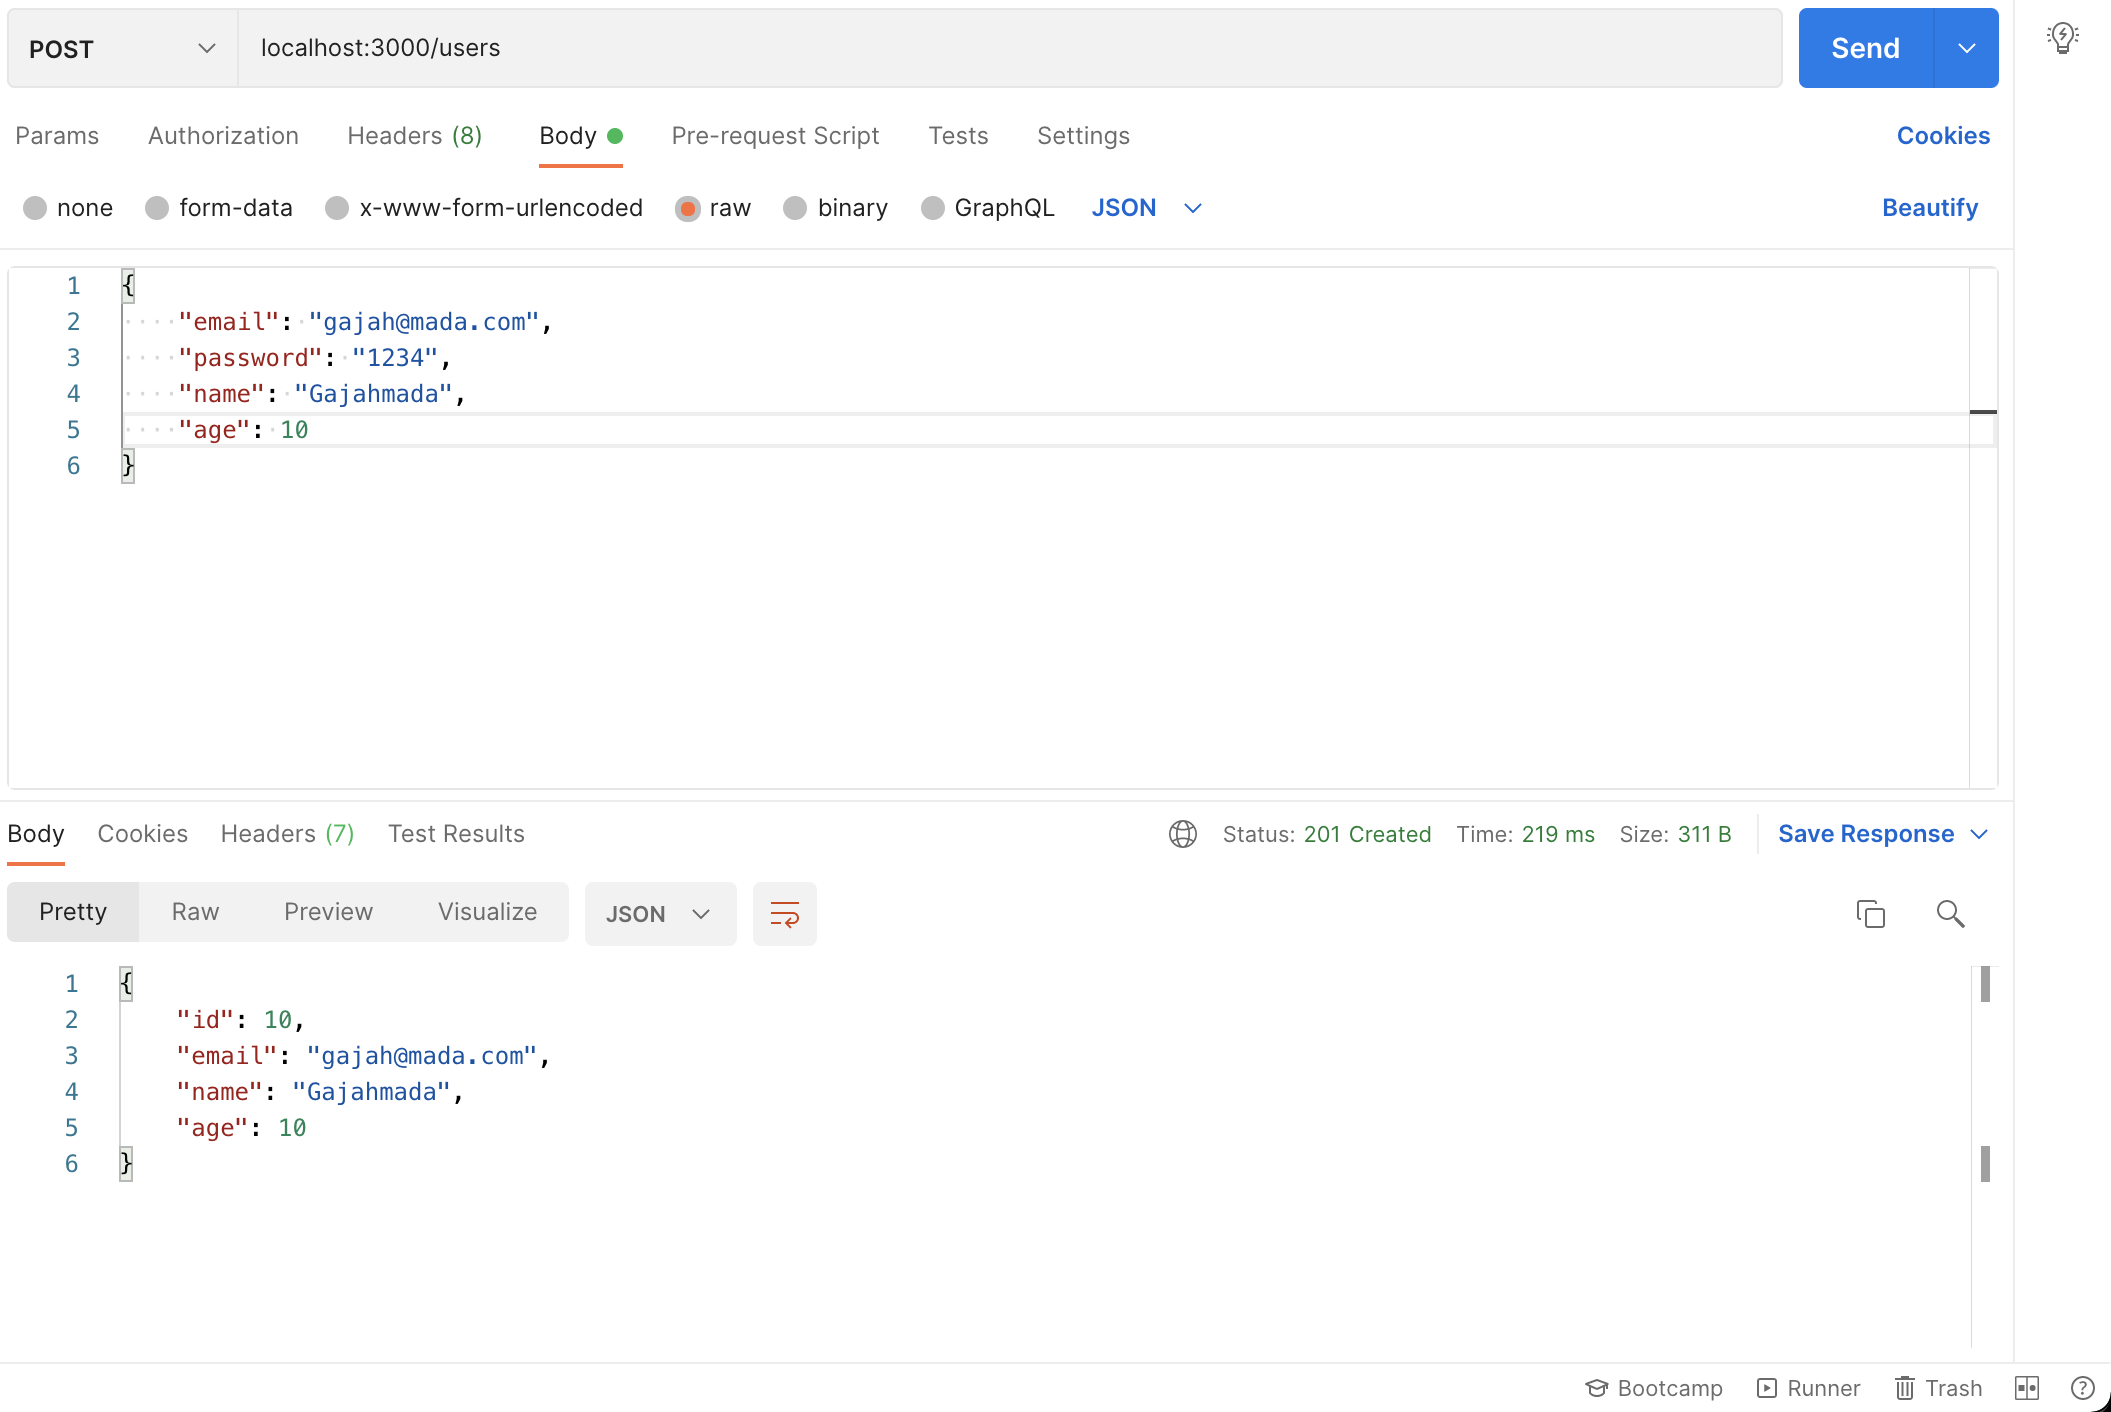 POST localhost:3000/users Send
Params Authorization Headers (8) Body Pre-request Script Tests Settings Cookies
none form-data x-www-form-urlencoded raw binary GraphQL JSON Beautify
1 {
2 "email": "gajah@mada.com",
3 "password": "1234",
4 "name": "Gajahmada",
5 "age": 10
6 }
Body Cookies Headers (7) Test Results Status: 201 Created Time: 219 ms Size: 311 B Save Response
Pretty Raw Preview Visualize JSON
1 {
2 "id": 10,
3 "email": "gajah@mada.com",
4 "name": "Gajahmada",
5 "age": 10
6 }
Bootcamp Runner Trash